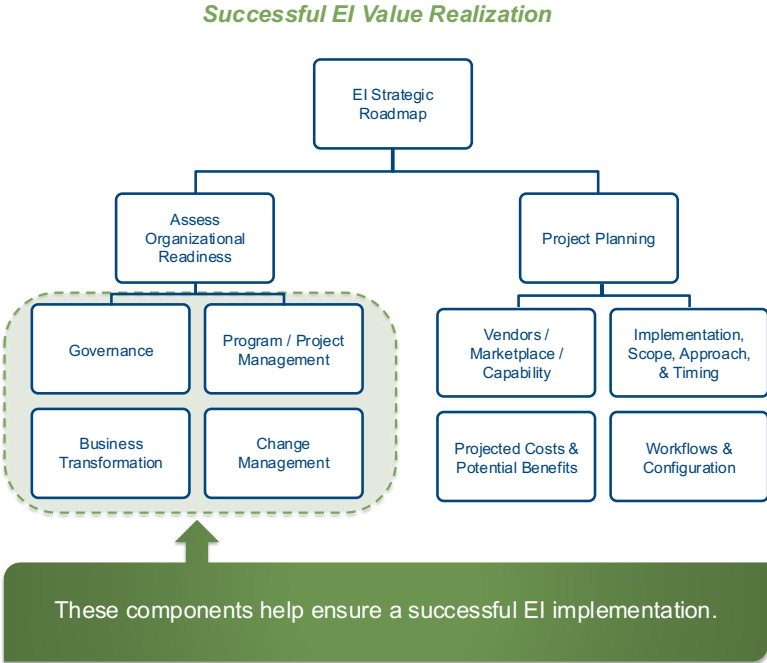 Successful EI Value Realization
EI Strategic
Roadmap
Assess
Organizational
Readiness
Project Planning
Governance
Program / Project
Management
Business
Transformation
Change
Management
Vendors /
Marketplace /
Capability
Implementation,
Scope, Approach,
& Timing
Projected Costs &
Potential Benefits
Workflows &
Configuration
These components help ensure a successful EI implementation.